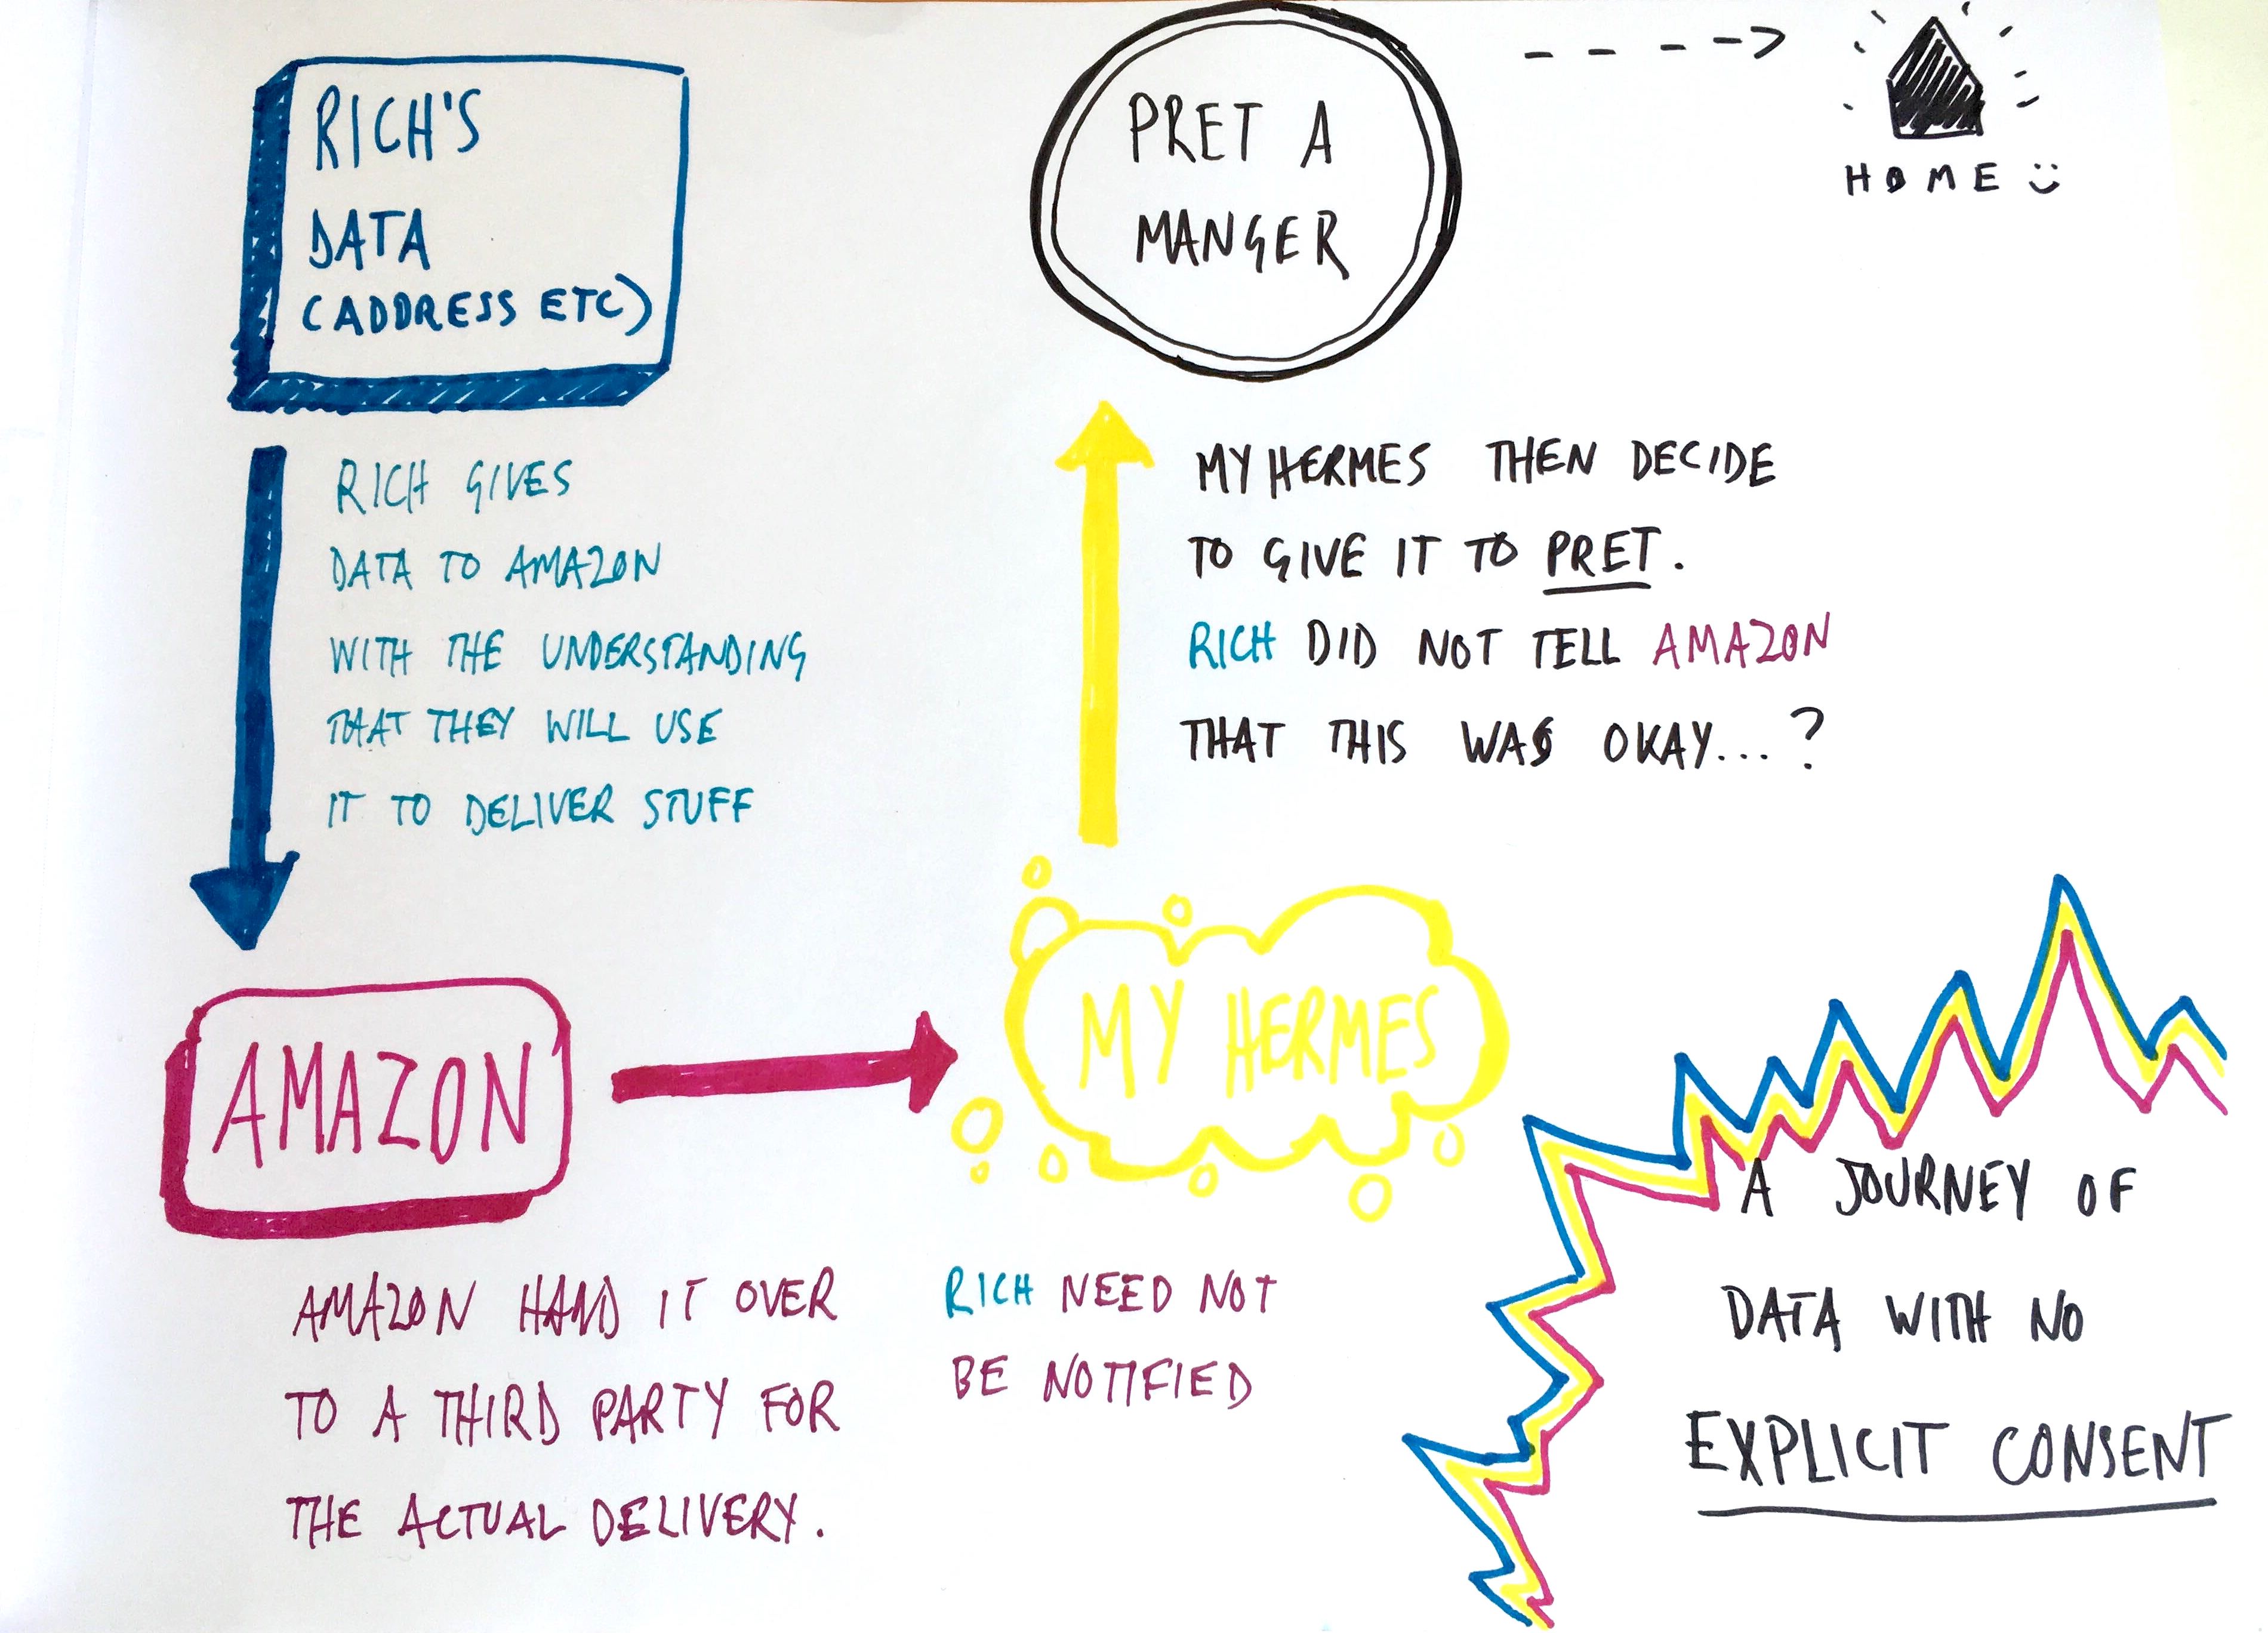 RICH'S
DATA
(ADDRESS ETC)
RICH GIVES
DATA TO AMAZON
WITH THE UNDERSTANDING
THAT THEY WILL USE
IT TO DELIVER STUFF
AMAZON
AMAZON HAND IT OVER
TO A THIRD PARTY FOR
THE ACTUAL DELIVERY.
RICH NEED NOT
BE NOTIFIED
MY HERMES
MY HERMES THEN DECIDE
TO GIVE IT TO PRET.
RICH DID NOT TELL AMAZON
THAT THIS WAS OKAY...?
PRET A
MANGER
HOME
A JOURNEY OF
DATA WITH NO
EXPLICIT CONSENT